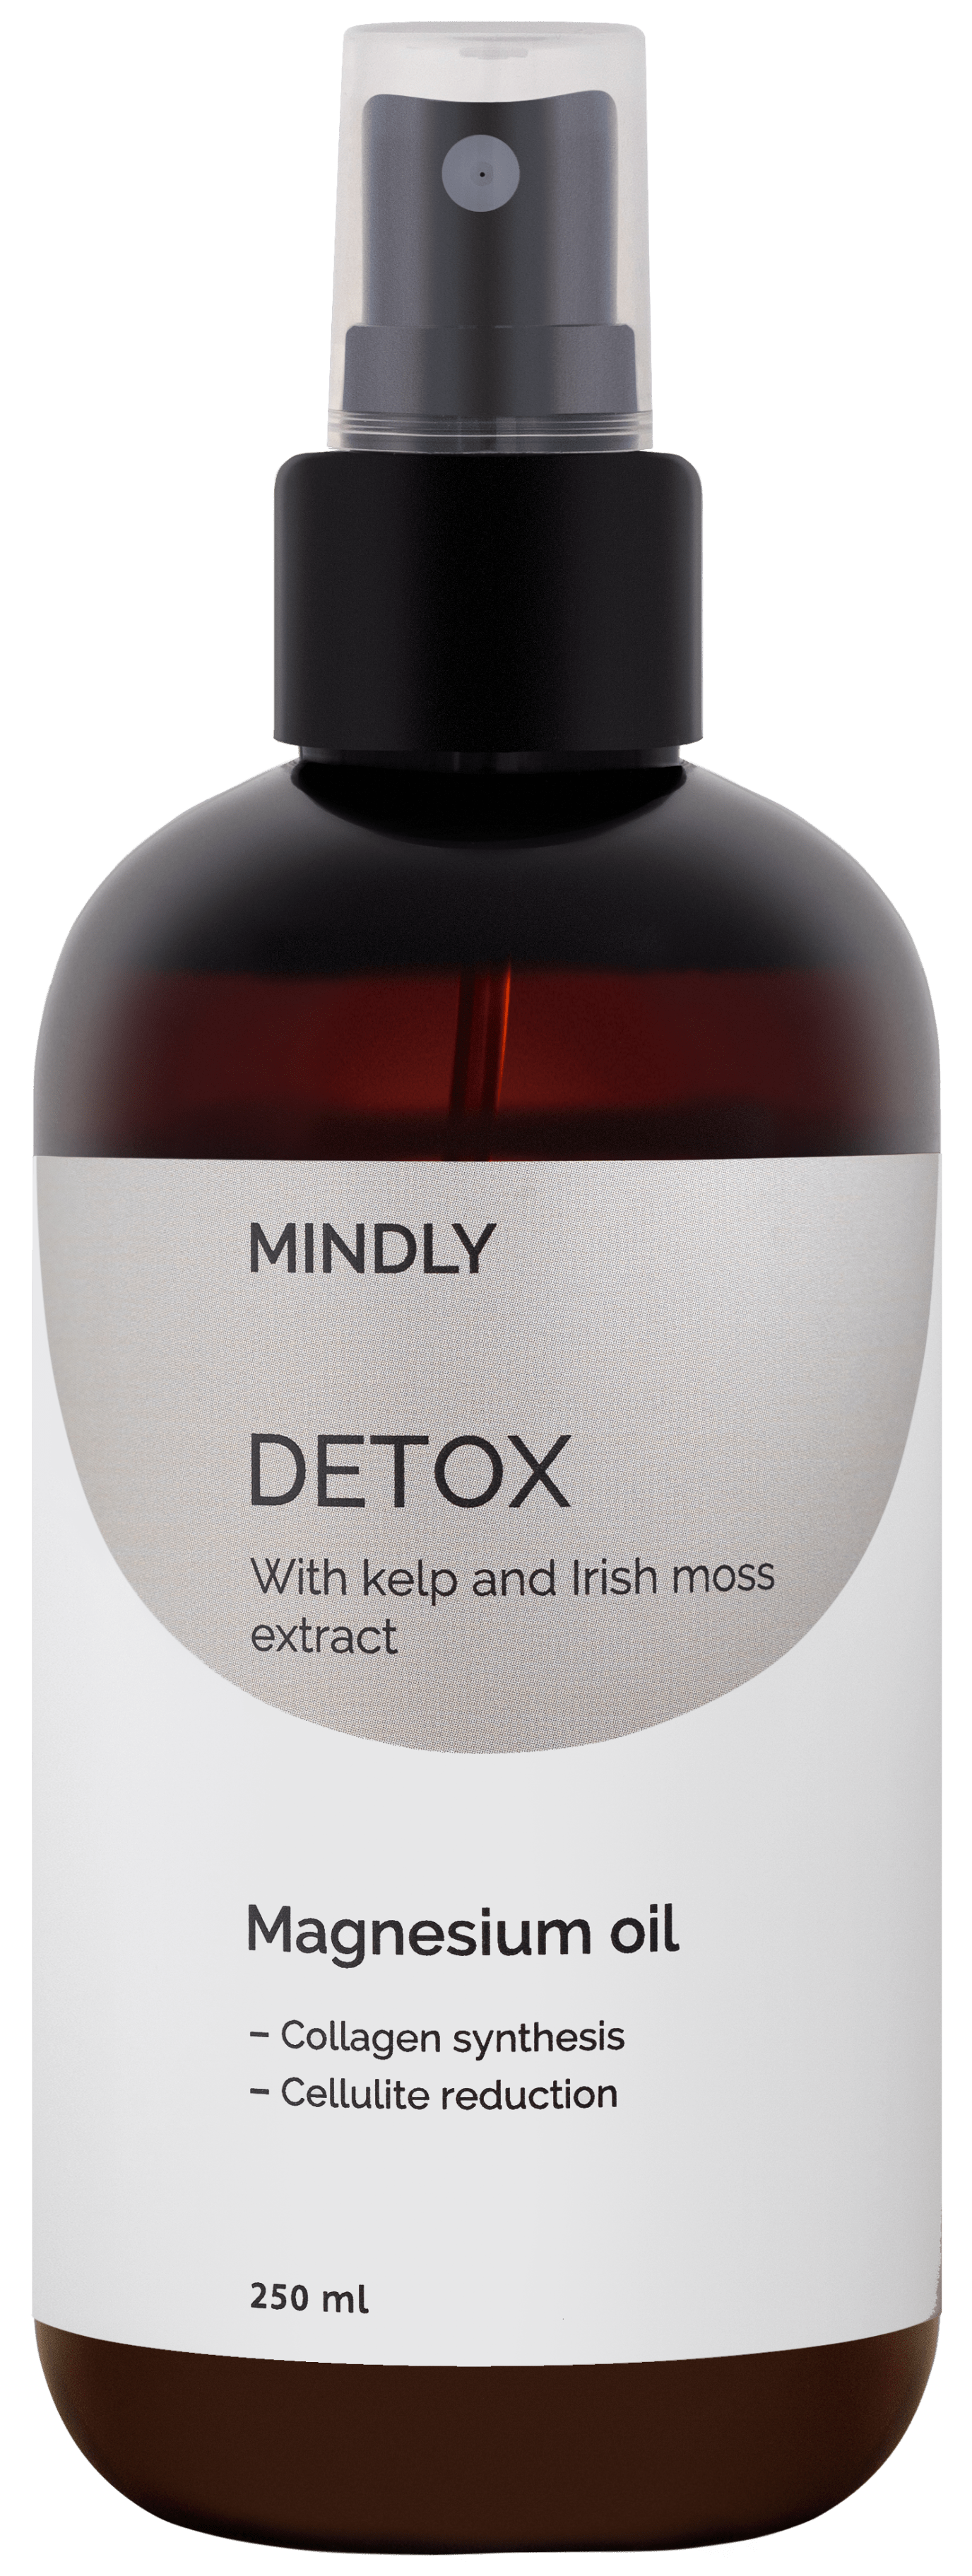 MINDLY
DETOX
With kelp and Irish moss
extract
Magnesium oil
– Collagen synthesis
– Cellulite reduction
250 ml